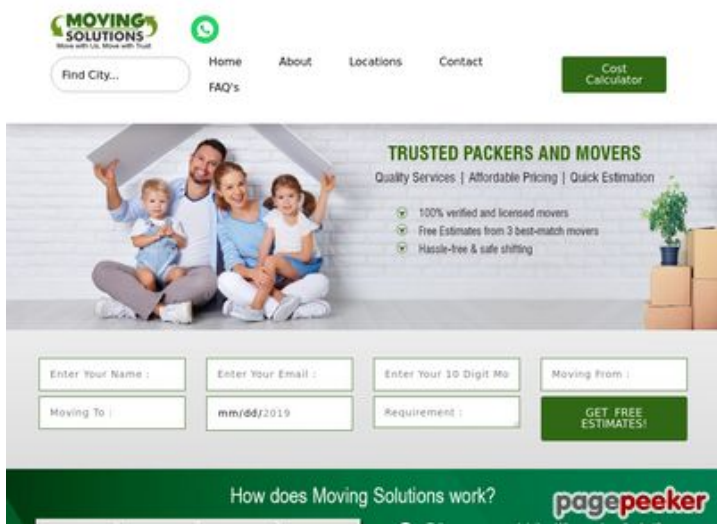 MOVING
SOLUTIONS
Move with Us, Move with Trust
Find City...
Home About Locations Contact
FAQ's
Cost
Calculator
TRUSTED PACKERS AND MOVERS
Quality Services | Affordable Pricing | Quick Estimation
100% verified and licensed movers
Free Estimates from 3 best-match movers
Hassle-free & safe shifting
Enter Your Name :
Enter Your Email :
Enter Your 10 Digit Mo
Moving From :
Moving To :
mm/dd/2019
Requirement :
GET FREE
ESTIMATES!
How does Moving Solutions work?
pagepeeker